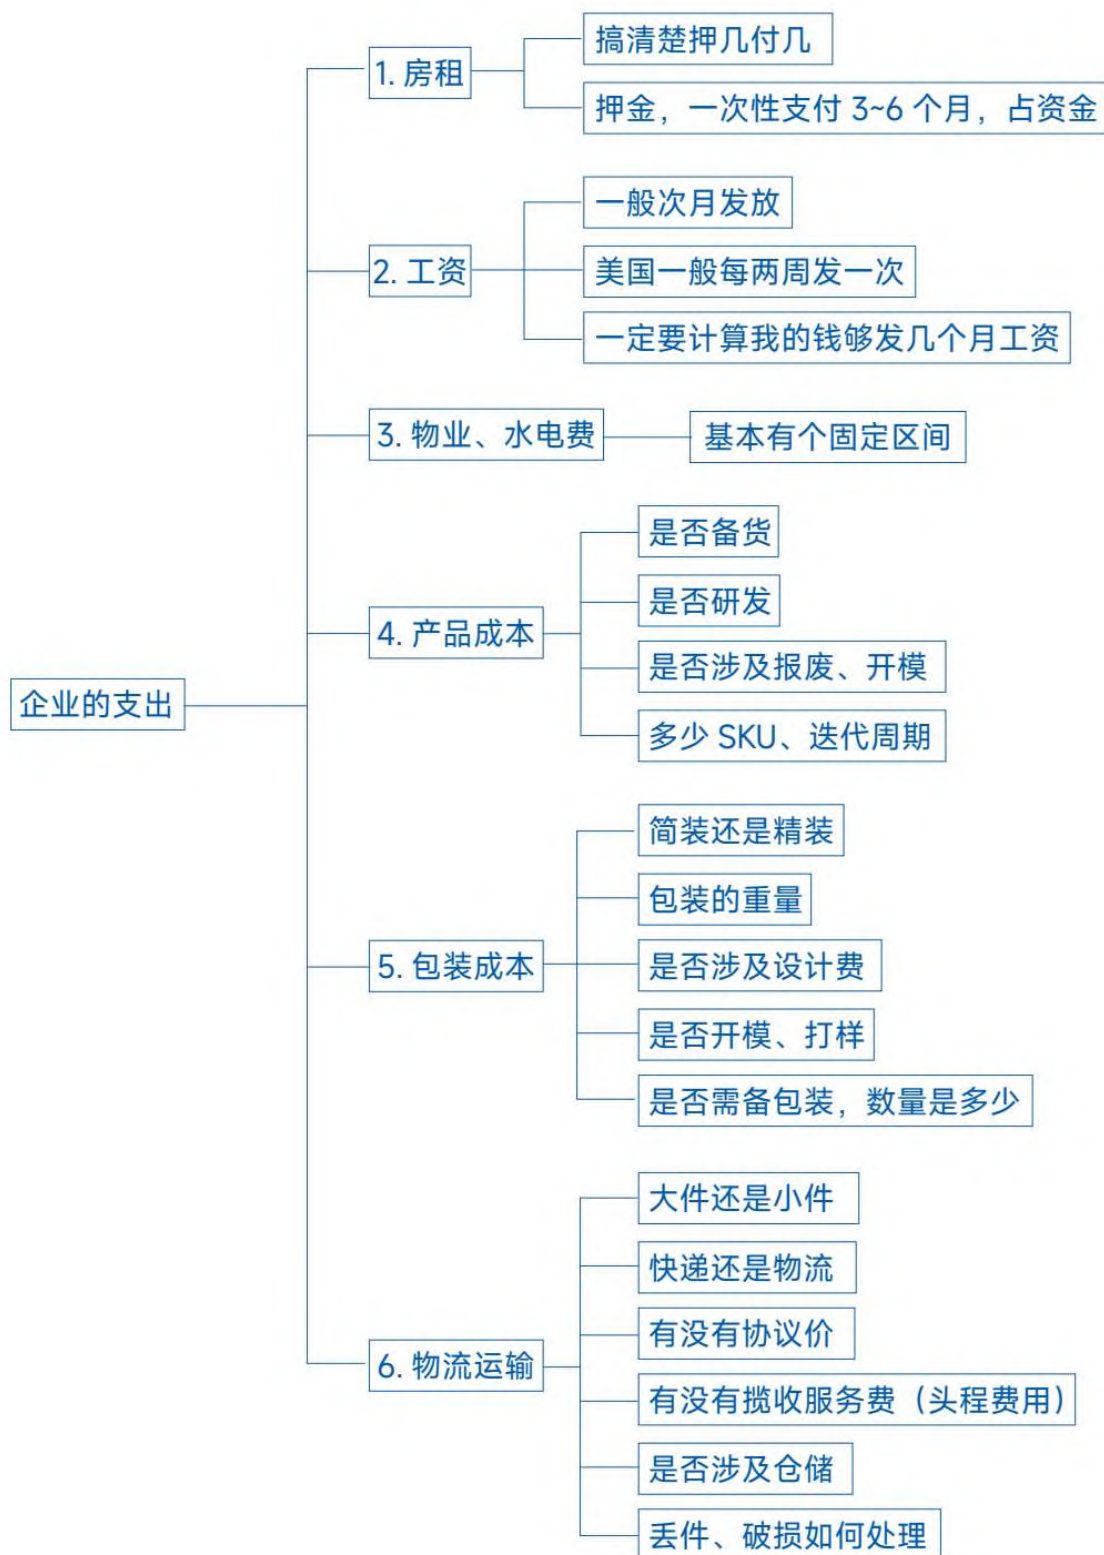 企业的支出
1. 房租
搞清楚押几付几
押金，一次性支付 3~6 个月，占资金
2. 工资
一般次月发放
美国一般每两周发一次
一定要计算我的钱够发几个月工资
3. 物业、水电费
基本有个固定区间
4. 产品成本
是否备货
是否研发
是否涉及报废、开模
多少 SKU、迭代周期
5. 包装成本
简装还是精装
包装的重量
是否涉及设计费
是否开模、打样
是否需备包装，数量是多少
6. 物流运输
大件还是小件
快递还是物流
有没有协议价
有没有揽收服务费（头程费用）
是否涉及仓储
丢件、破损如何处理